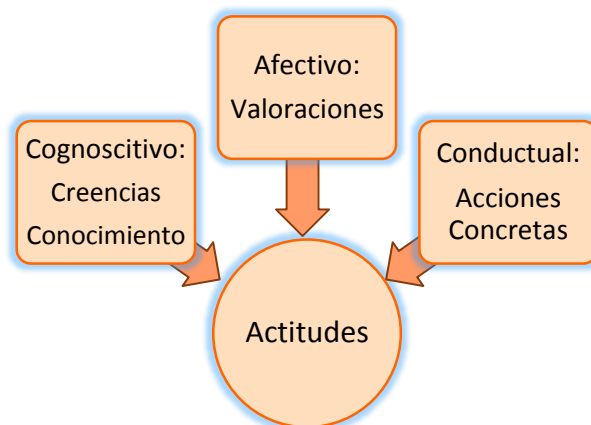 Afectivo:
Valoraciones
Cognoscitivo:
Creencias
Conocimiento
Conductual:
Acciones
Concretas
Actitudes